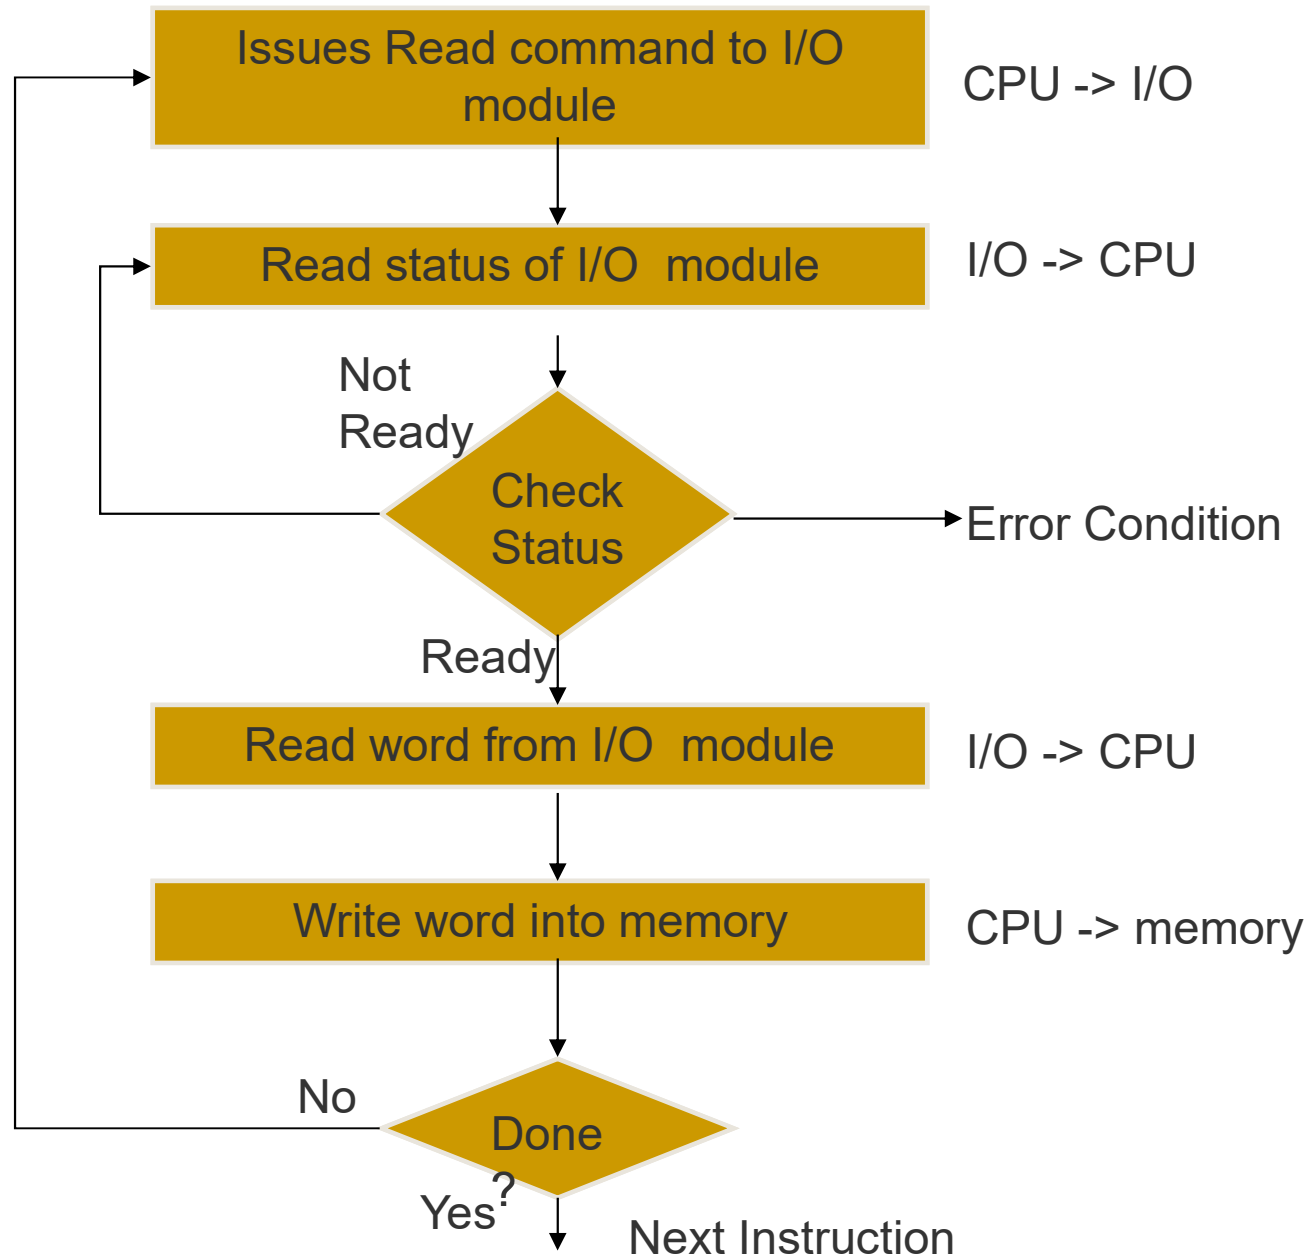 Issues Read command to I/O
module
CPU -> I/O
Read status of I/O  module
I/O -> CPU
Not
Ready
Check
Status
Error Condition
Ready
Read word from I/O  module
I/O -> CPU
Write word into memory
CPU -> memory
No
Done
?
Yes
Next Instruction